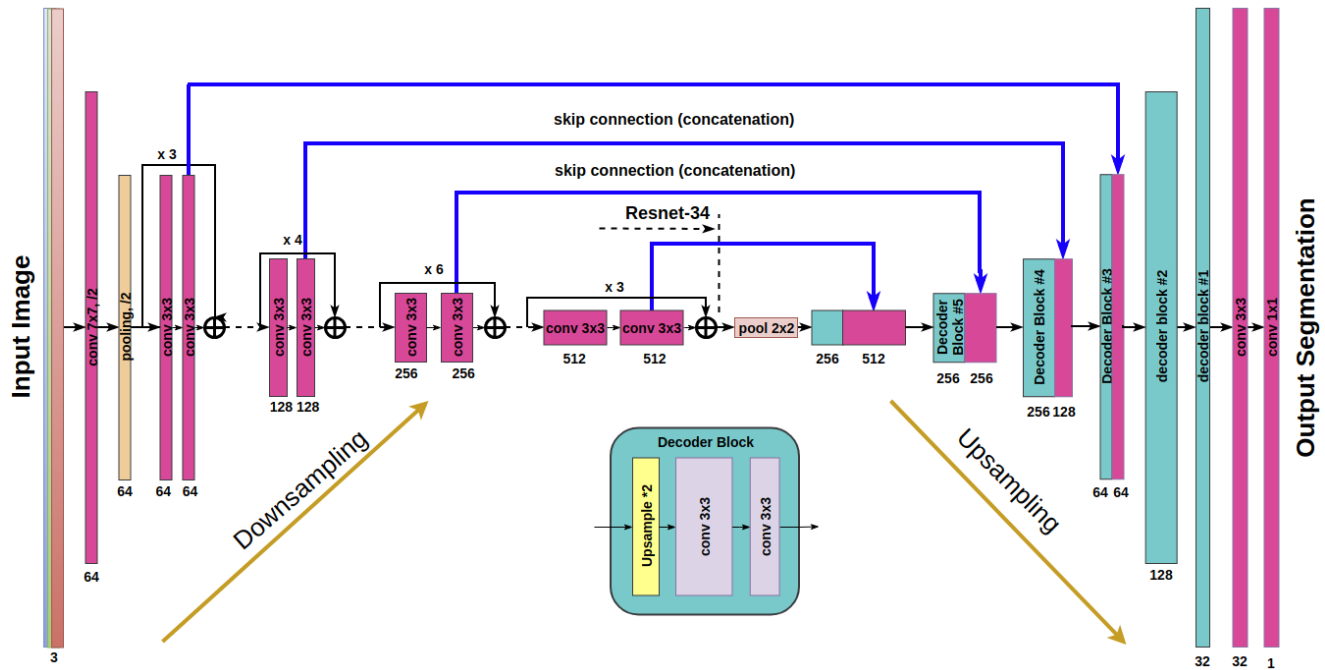 Input Image
3
conv 7x7, /2
64
pooling, /2
64
x 3
conv 3x3
conv 3x3
64
64
x 4
conv 3x3
conv 3x3
128
128
x 6
conv 3x3
conv 3x3
256
256
x 3
conv 3x3
conv 3x3
512
512
skip connection (concatenation)
skip connection (concatenation)
Resnet-34
pool 2x2
256
512
Decoder
Block #5
256
256
Decoder Block #4
256
128
Decoder Block #3
64
64
decoder block #2
128
decoder block #1
32
conv 3x3
32
conv 1x1
1
Output Segmentation
Downsampling
Upsampling
Decoder Block
Upsample *2
conv 3x3
conv 3x3